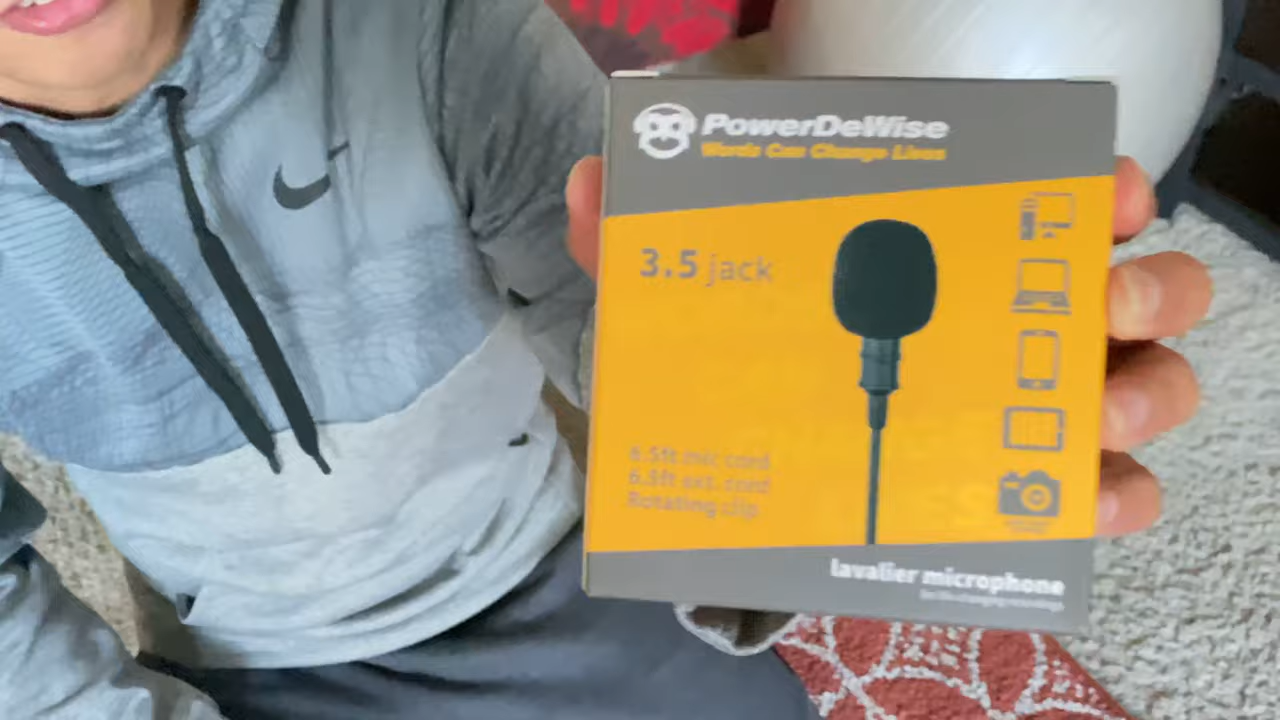 PowerDeWise
Words Can Change Lives
3.5 jack
6.5ft mic cord
6.5ft ext. cord
Rotating clip
lavalier microphone